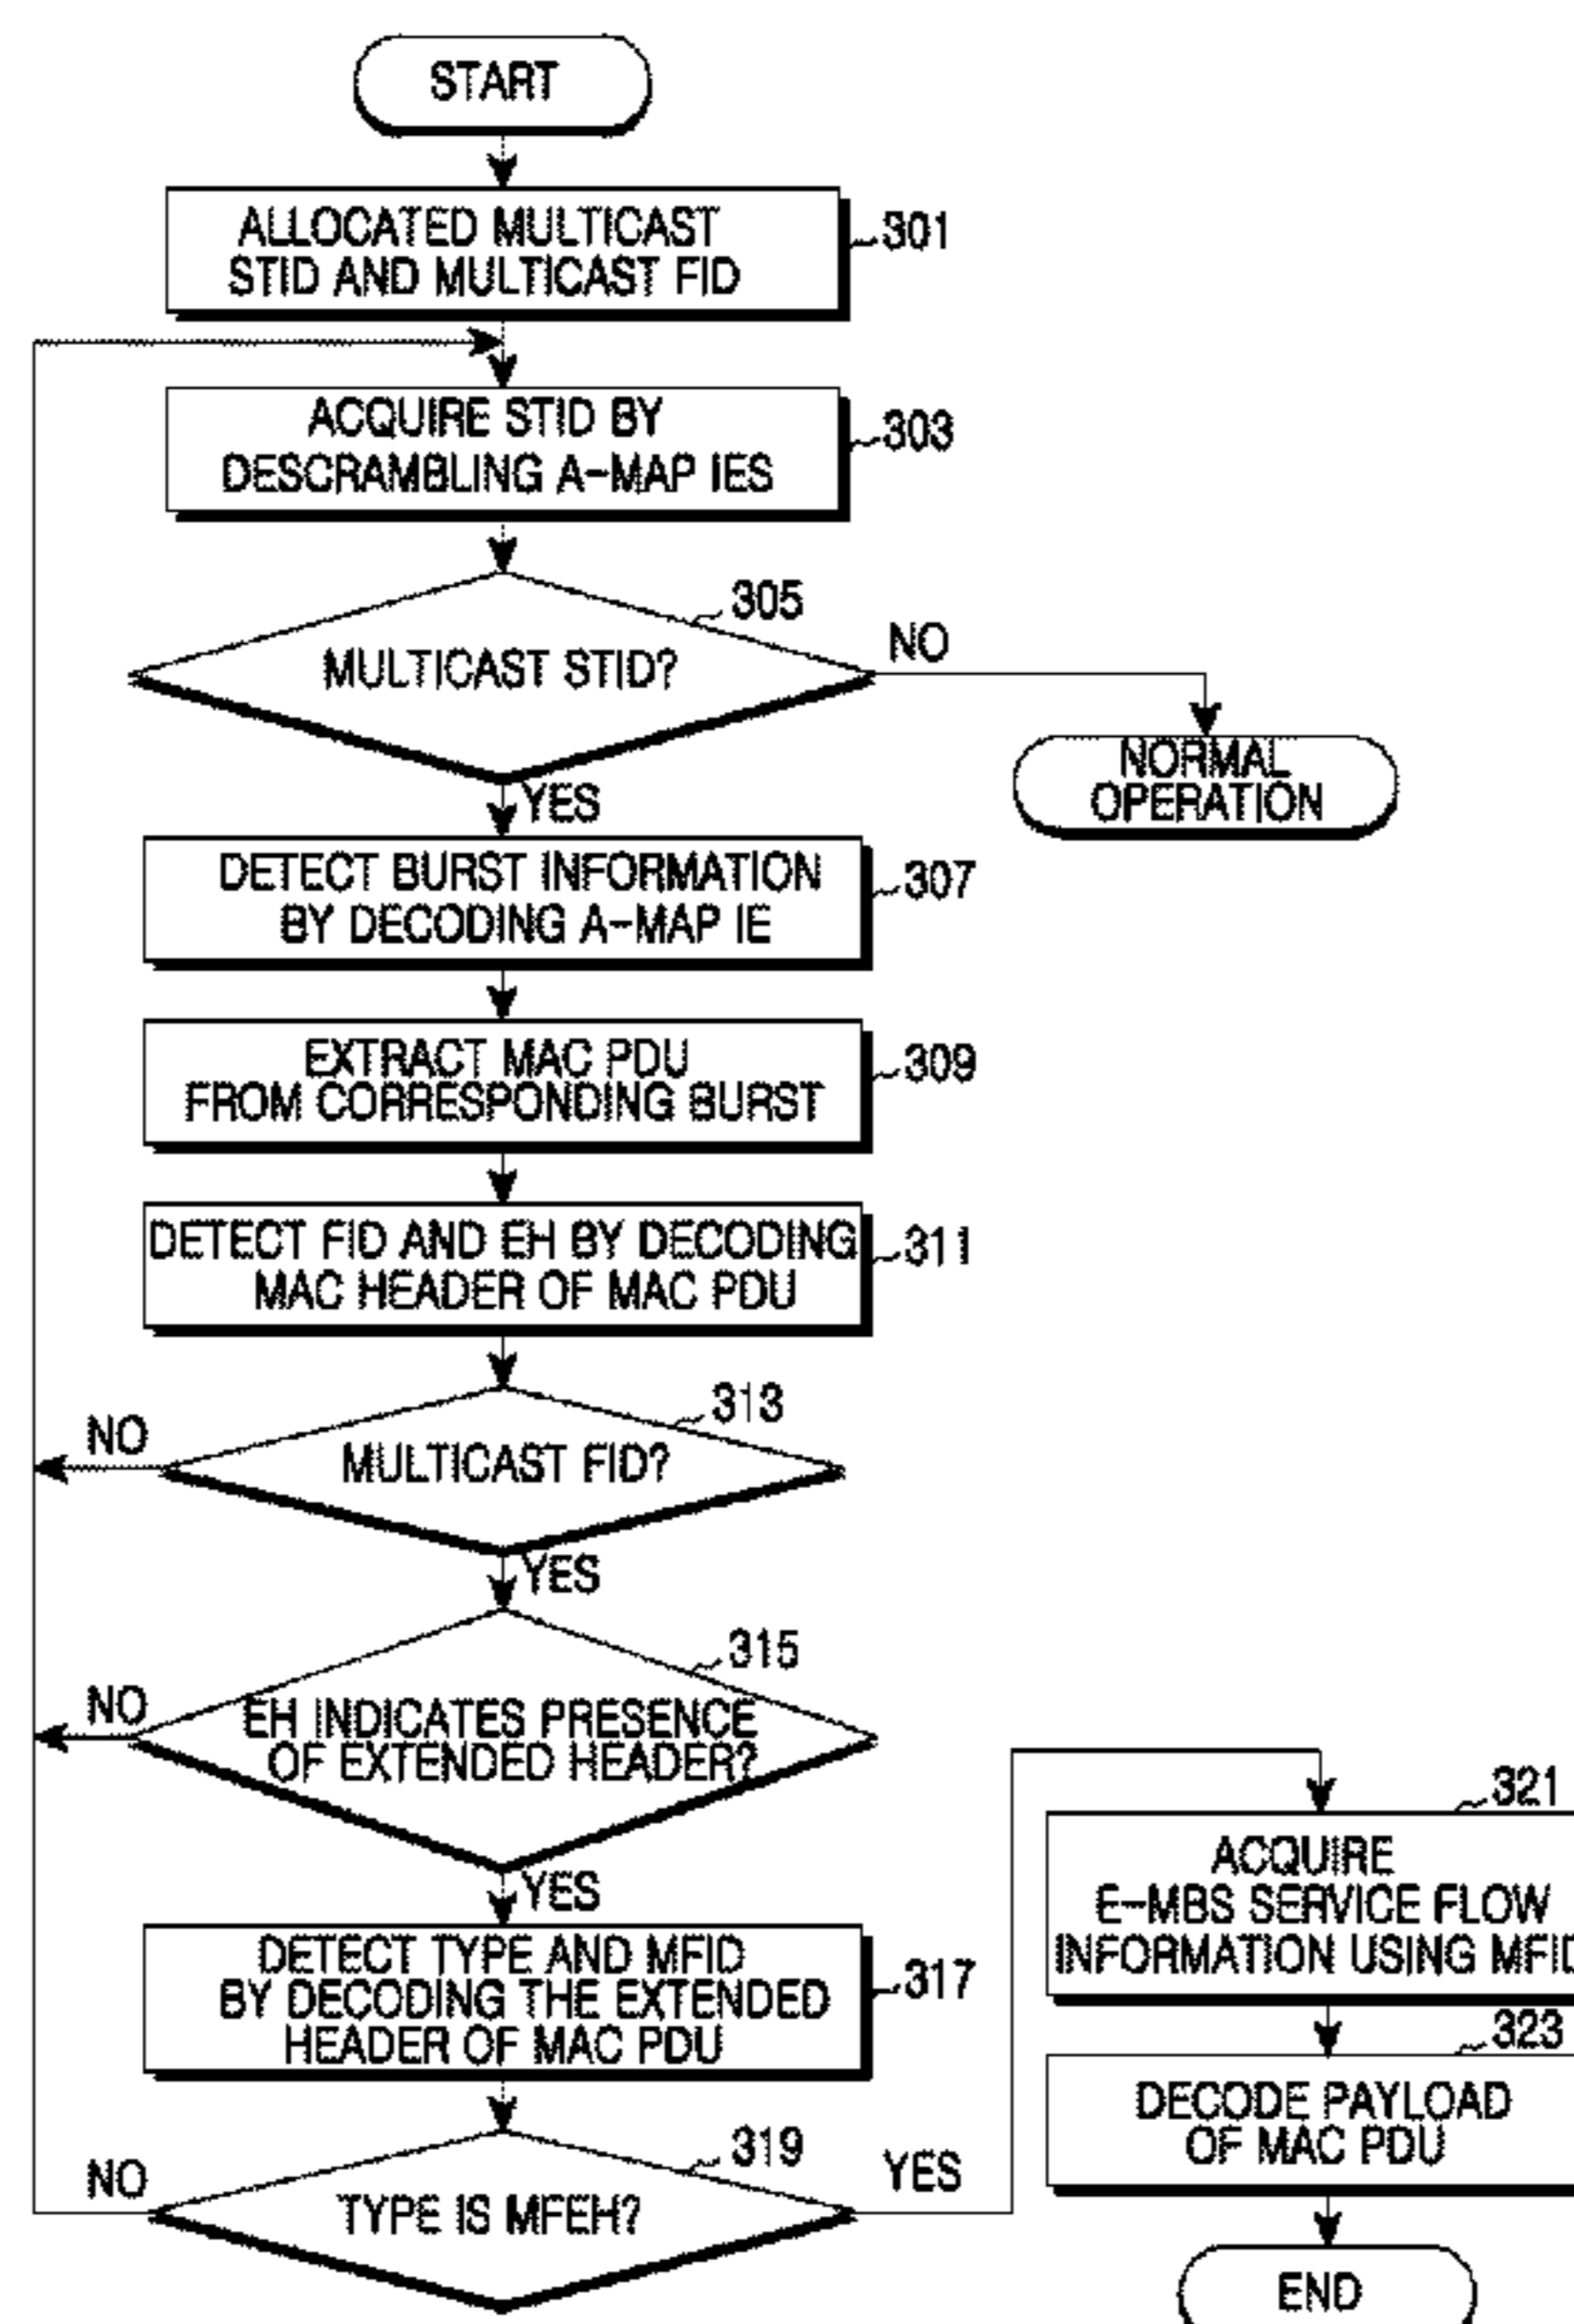 START
ALLOCATED MULTICAST
STID AND MULTICAST FID
301
ACQUIRE STID BY
DESCRAMBLING A-MAP IES
303
305
MULTICAST STID?
NO
NORMAL
OPERATION
YES
DETECT BURST INFORMATION
BY DECODING A-MAP IE
307
EXTRACT MAC PDU
FROM CORRESPONDING BURST
309
DETECT FID AND EH BY DECODING
MAC HEADER OF MAC PDU
311
313
NO
MULTICAST FID?
YES
315
NO
EH INDICATES PRESENCE
OF EXTENDED HEADER?
YES
DETECT TYPE AND MFID
BY DECODING THE EXTENDED
HEADER OF MAC PDU
317
319
NO
TYPE IS MFEH?
YES
321
ACQUIRE
E-MBS SERVICE FLOW
INFORMATION USING MFID
323
DECODE PAYLOAD
OF MAC PDU
END